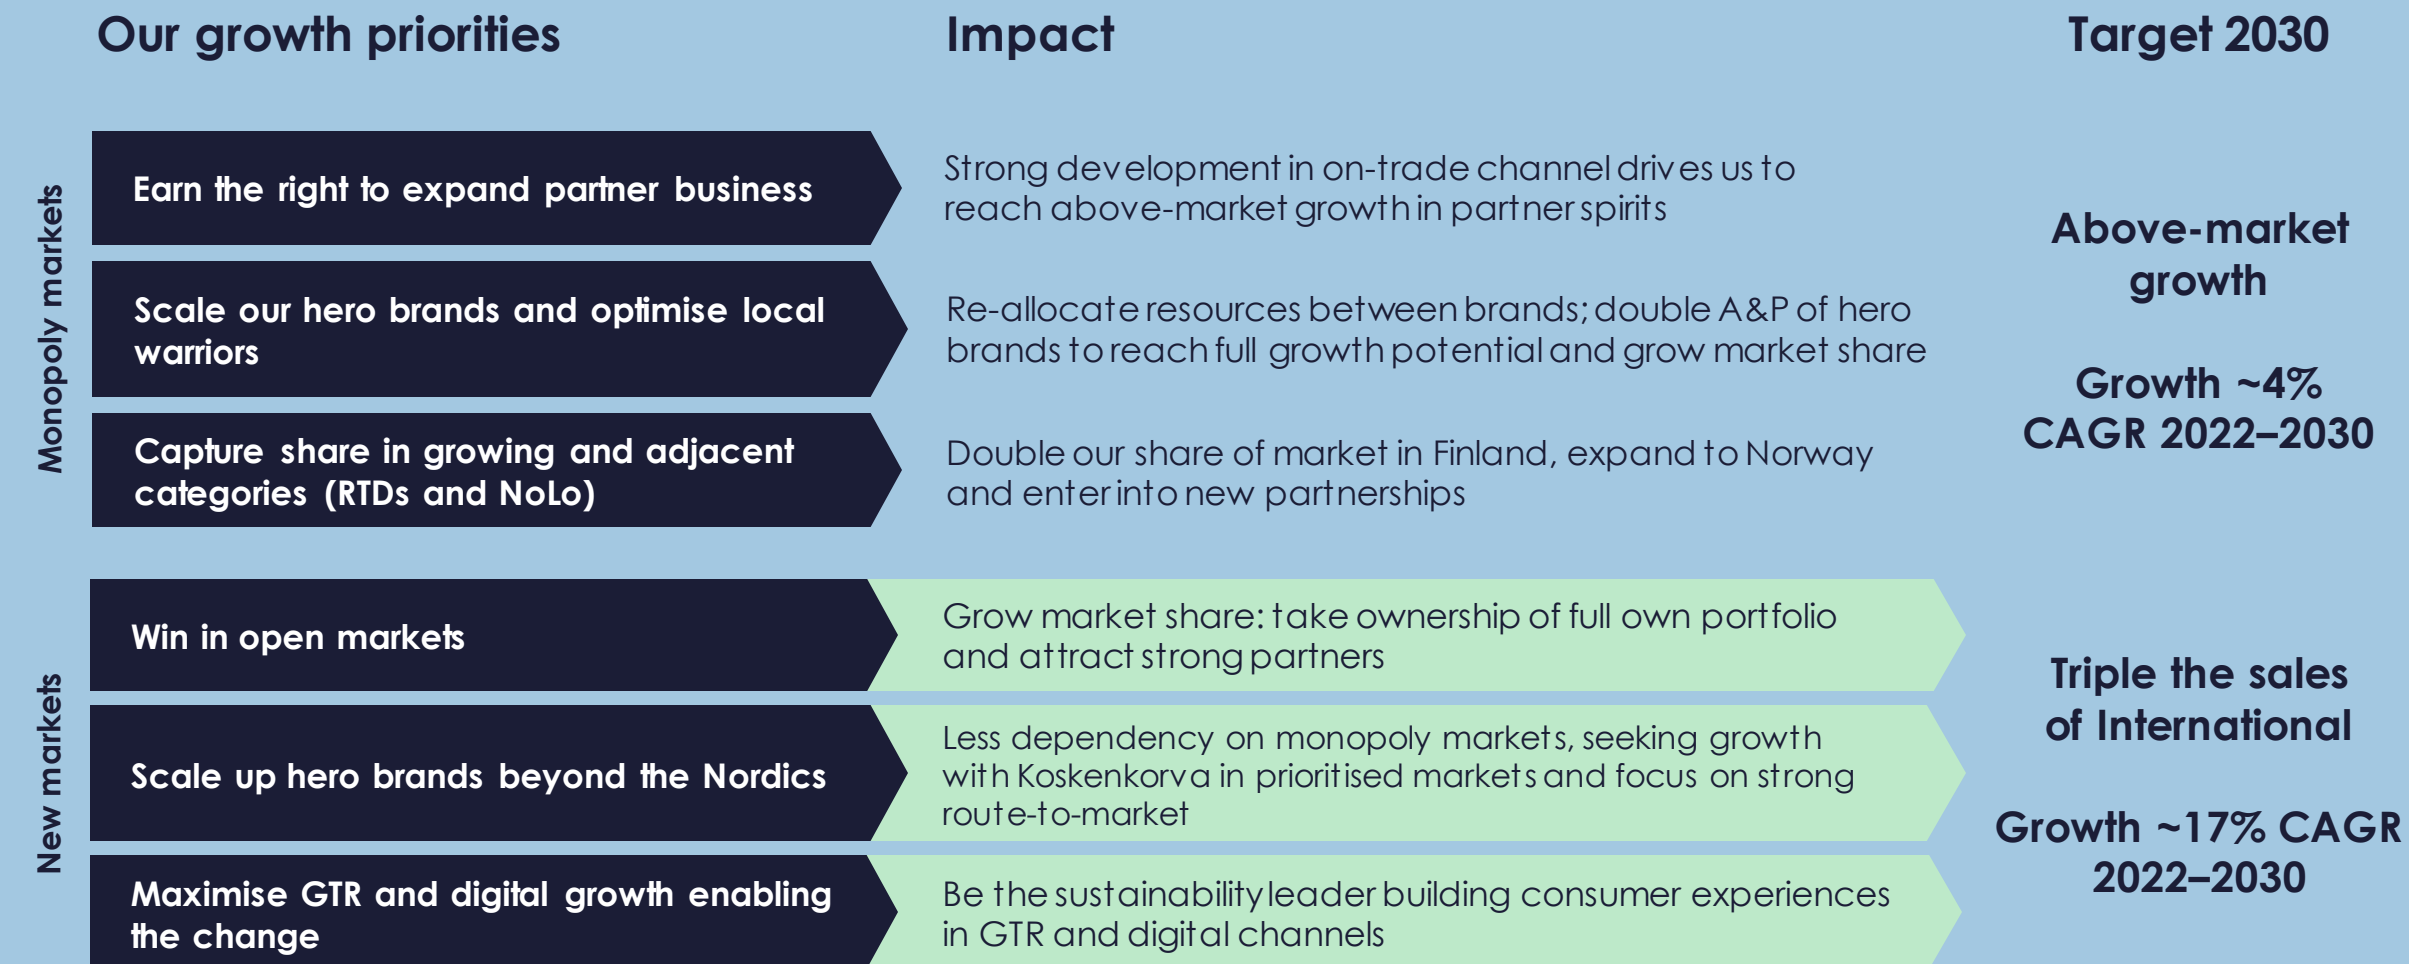 Our growth priorities
Impact
Target 2030
Monopoly markets
Earn the right to expand partner business
Strong development in on-trade channel drives us to
reach above-market growth in partner spirits
Scale our hero brands and optimise local
warriors
Re-allocate resources between brands; double A&P of hero
brands to reach full growth potential and grow market share
Capture share in growing and adjacent
categories (RTDs and NoLo)
Double our share of market in Finland, expand to Norway
and enter into new partnerships
Above-market
growth
Growth ~4%
CAGR 2022–2030
New markets
Win in open markets
Grow market share: take ownership of full own portfolio
and attract strong partners
Scale up hero brands beyond the Nordics
Less dependency on monopoly markets, seeking growth
with Koskenkorva in prioritised markets and focus on strong
route-to-market
Maximise GTR and digital growth enabling
the change
Be the sustainability leader building consumer experiences
in GTR and digital channels
Triple the sales
of International
Growth ~17% CAGR
2022–2030